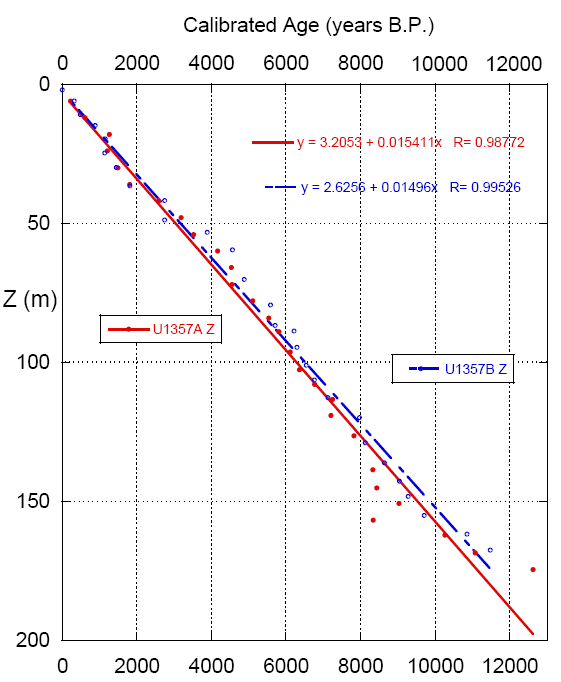 Calibrated Age (years B.P.)
0 2000 4000 6000 8000 10000 12000
0
y = 3.2053 + 0.015411x R= 0.98772
y = 2.6256 + 0.01496x R= 0.99526
50
Z (m)
U1357A Z
100
U1357B Z
150
200
0 2000 4000 6000 8000 10000 12000